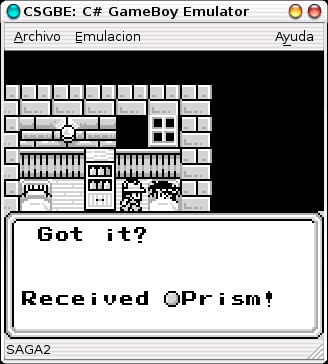 CSGBE: C# GameBoy Emulator
Archivo Emulacion Ayuda
Got it?
Received Prism!
SAGA2